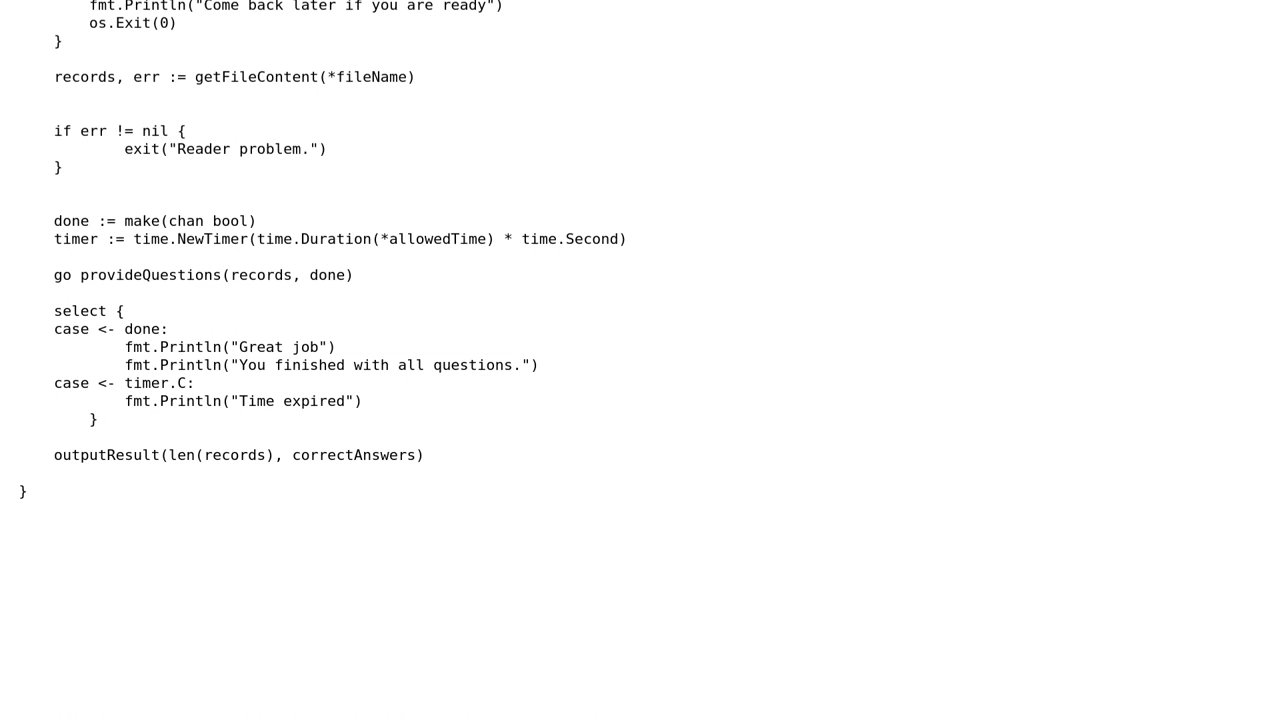 fmt.Println("Come back later if you are ready")
        os.Exit(0)
    }

    records, err := getFileContent(*fileName)


    if err != nil {
            exit("Reader problem.")
    }


    done := make(chan bool)
    timer := time.NewTimer(time.Duration(*allowedTime) * time.Second)

    go provideQuestions(records, done)

    select {
    case <- done:
            fmt.Println("Great job")
            fmt.Println("You finished with all questions.")
    case <- timer.C:
            fmt.Println("Time expired")
        }

    outputResult(len(records), correctAnswers)

}